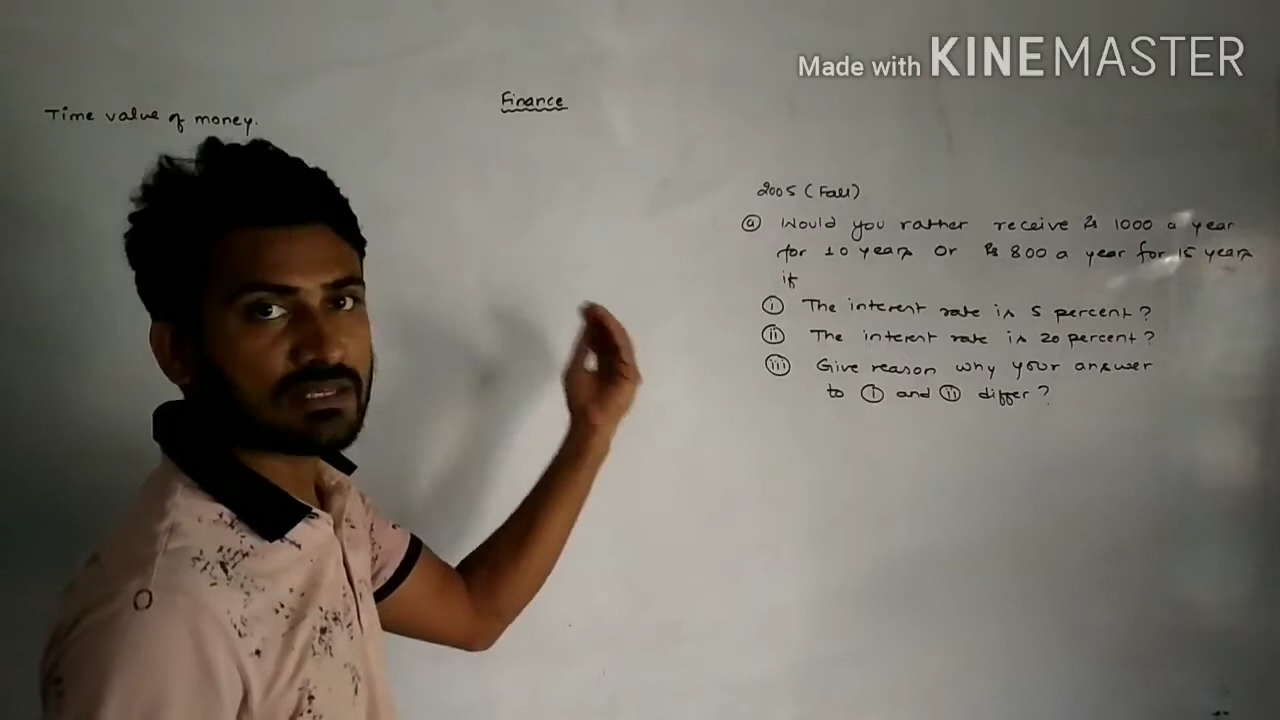 Made with KINEMASTER
Finance
Time value of money.
2005 (Fall)
ⓐ Would you rather receive Rs 1000 a year
for 10 years or Rs 800 a year for 15 years
if
ⓘ The interest rate is 5 percent?
ⓘⓘ The interest rate is 20 percent?
ⓘⓘⓘ Give reason why your answer
to ⓘ and ⓘⓘ differ?